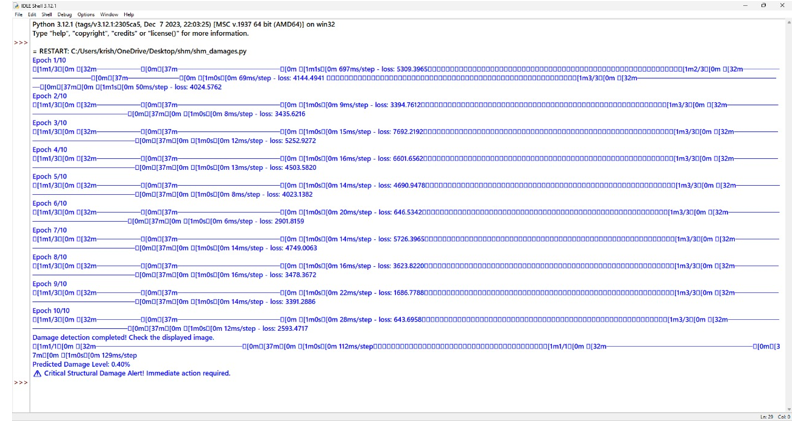 IDLE Shell 3.12.1
File Edit Shell Debug Options Window Help
Python 3.12.1 (tags/v3.12.1:2305ca5, Dec  7 2023, 22:03:25) [MSC v.1937 64 bit (AMD64)] on win32
Type "help", "copyright", "credits" or "license()" for more information.
>>>
= RESTART: C:/Users/krish/OneDrive/Desktop/shm/shm_damages.py
Epoch 1/10
[1m1/3[0m [32m [0m[37m [0m [1m1s[0m 697ms/step - loss: 5309.3965[1m2/3[0m [32m
[0m[37m [0m [1m0s[0m 69ms/step - loss: 4144.4941 [1m3/3[0m [32m
[0m[37m[0m [1m1s[0m 50ms/step - loss: 4024.5762
Epoch 2/10
[1m1/3[0m [32m [0m[37m [0m [1m0s[0m 9ms/step - loss: 3394.7612[1m3/3[0m [32m
[0m[37m[0m [1m0s[0m 8ms/step - loss: 3435.6216
Epoch 3/10
[1m1/3[0m [32m [0m[37m [0m [1m0s[0m 15ms/step - loss: 7692.2192[1m3/3[0m [32m
[0m[37m[0m [1m0s[0m 12ms/step - loss: 5252.9272
Epoch 4/10
[1m1/3[0m [32m [0m[37m [0m [1m0s[0m 16ms/step - loss: 6601.6562[1m3/3[0m [32m
[0m[37m[0m [1m0s[0m 13ms/step - loss: 4503.5820
Epoch 5/10
[1m1/3[0m [32m [0m[37m [0m [1m0s[0m 14ms/step - loss: 4690.9478[1m3/3[0m [32m
[0m[37m[0m [1m0s[0m 8ms/step - loss: 4023.1382
Epoch 6/10
[1m1/3[0m [32m [0m[37m [0m [1m0s[0m 20ms/step - loss: 646.5342[1m3/3[0m [32m
[0m[37m[0m [1m0s[0m 6ms/step - loss: 2901.8159
Epoch 7/10
[1m1/3[0m [32m [0m[37m [0m [1m0s[0m 14ms/step - loss: 5726.3965[1m3/3[0m [32m
[0m[37m[0m [1m0s[0m 14ms/step - loss: 4749.0063
Epoch 8/10
[1m1/3[0m [32m [0m[37m [0m [1m0s[0m 16ms/step - loss: 3623.8220[1m3/3[0m [32m
[0m[37m[0m [1m0s[0m 16ms/step - loss: 3478.3672
Epoch 9/10
[1m1/3[0m [32m [0m[37m [0m [1m0s[0m 22ms/step - loss: 1686.7788[1m3/3[0m [32m
[0m[37m[0m [1m0s[0m 14ms/step - loss: 3391.2886
Epoch 10/10
[1m1/3[0m [32m [0m[37m [0m [1m0s[0m 28ms/step - loss: 643.6958[1m3/3[0m [32m
[0m[37m[0m [1m0s[0m 12ms/step - loss: 2593.4717
Damage detection completed! Check the displayed image.
[1m1/1[0m [32m [0m[37m[0m [1m0s[0m 112ms/step[1m1/1[0m [32m [0m[3
7m[0m [1m0s[0m 129ms/step
Predicted Damage Level: 0.40%
⚠ Critical Structural Damage Alert! Immediate action required.
>>>
Ln: 28 Col: 0